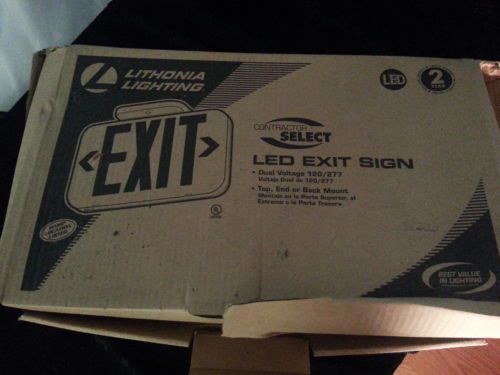 LITHONIA
LIGHTING
LED
2
YEAR
EXIT
CONTRACTOR
SELECT
LED EXIT SIGN
• Dual Voltage 120/277
Voltaje Dual de 120/277
• Top, End or Back Mount
Montaje en la Parte Superior, el
Extremo o la Parte Trasera
UL
BEST VALUE
IN LIGHTING